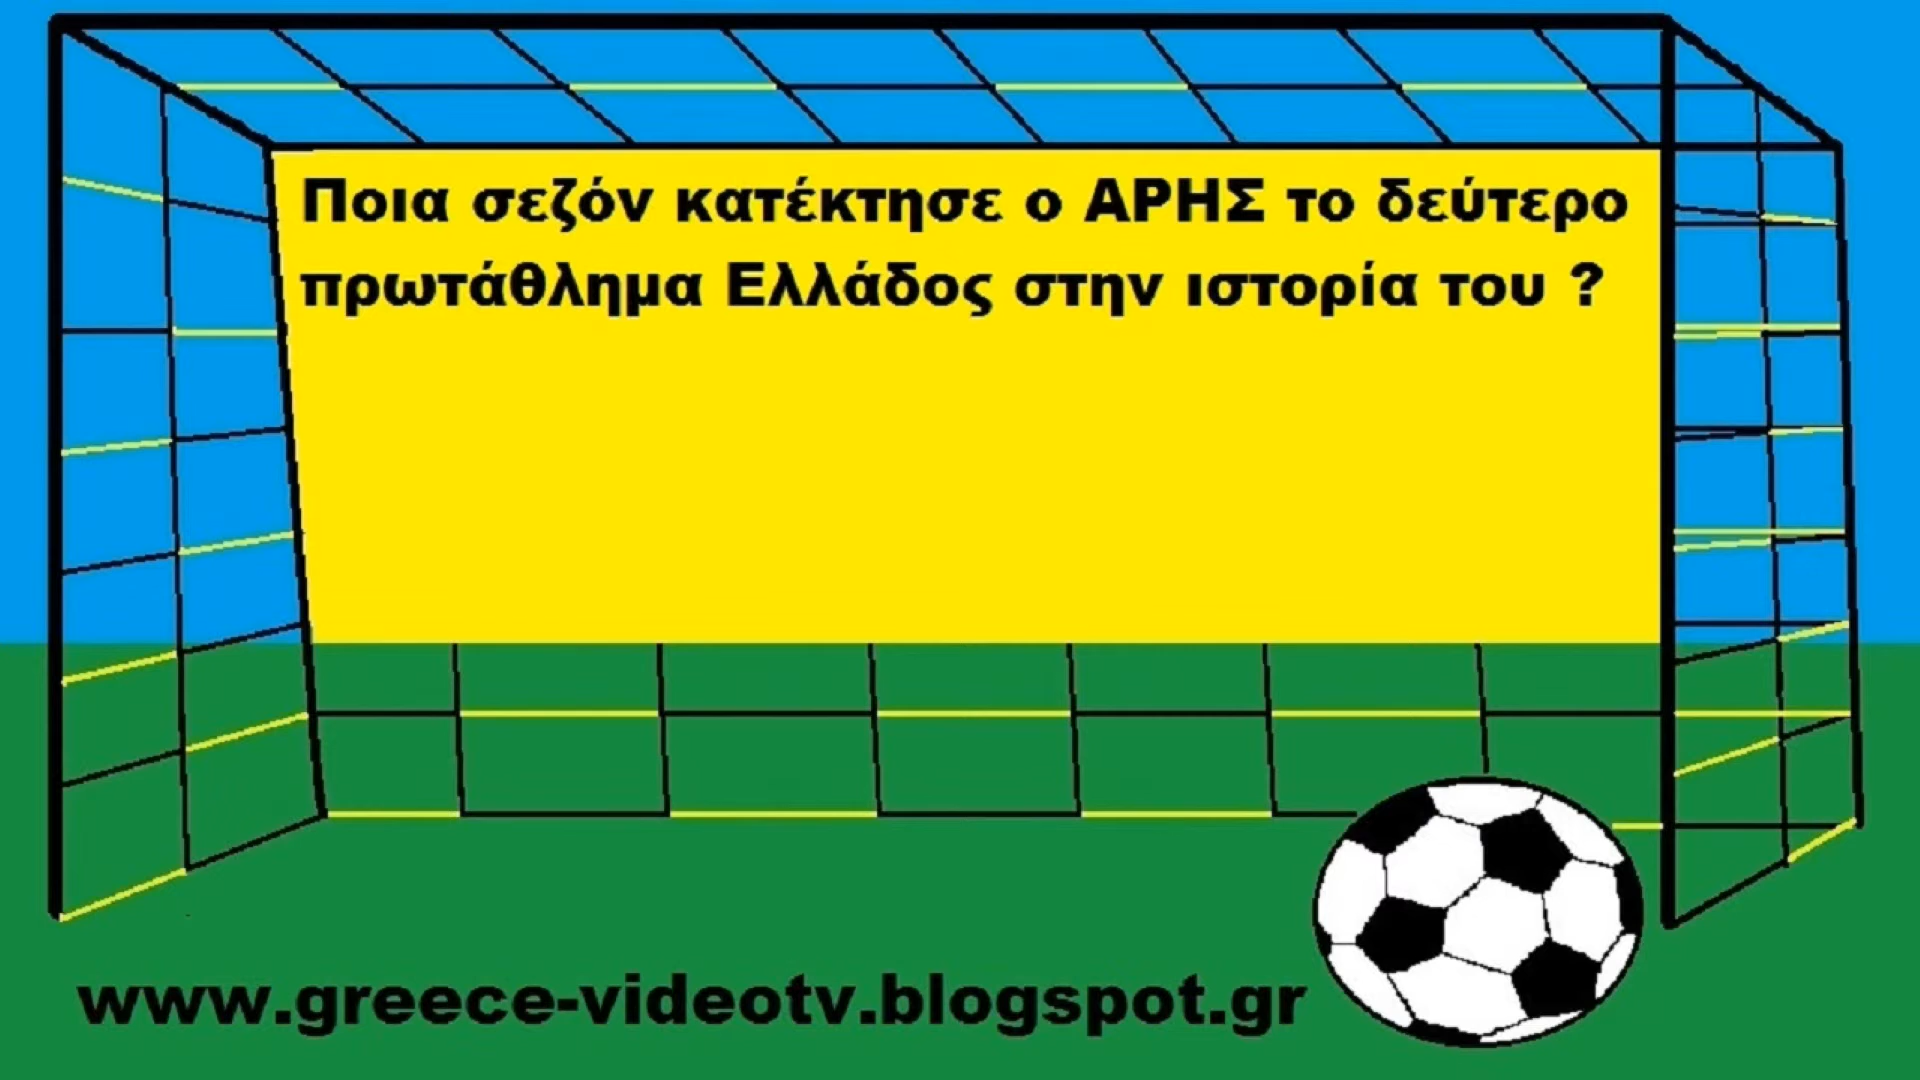 Ποια σεζόν κατέκτησε ο ΑΡΗΣ το δεύτερο
πρωτάθλημα Ελλάδος στην ιστορία του ?
www.greece-videotv.blogspot.gr